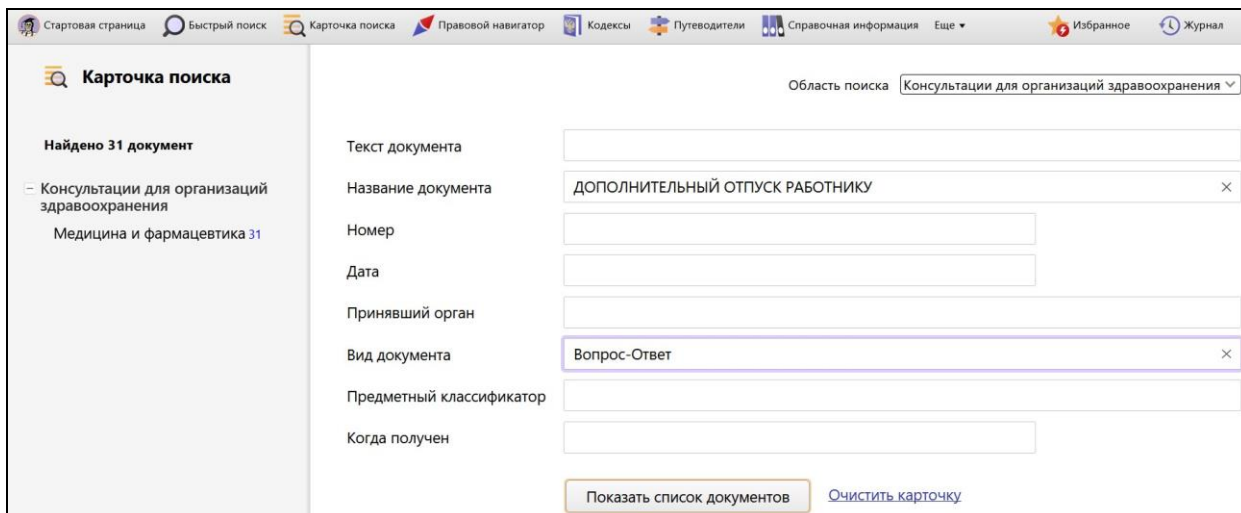 Стартовая страница Быстрый поиск Карточка поиска Правовой навигатор Кодексы Путеводители Справочная информация Еще Избранное Журнал
Карточка поиска
Область поиска Консультации для организаций здравоохранения
Найдено 31 документ
Консультации для организаций
здравоохранения
Медицина и фармацевтика 31
Текст документа
Название документа ДОПОЛНИТЕЛЬНЫЙ ОТПУСК РАБОТНИКУ
Номер
Дата
Принявший орган
Вид документа Вопрос-Ответ
Предметный классификатор
Когда получен
Показать список документов Очистить карточку